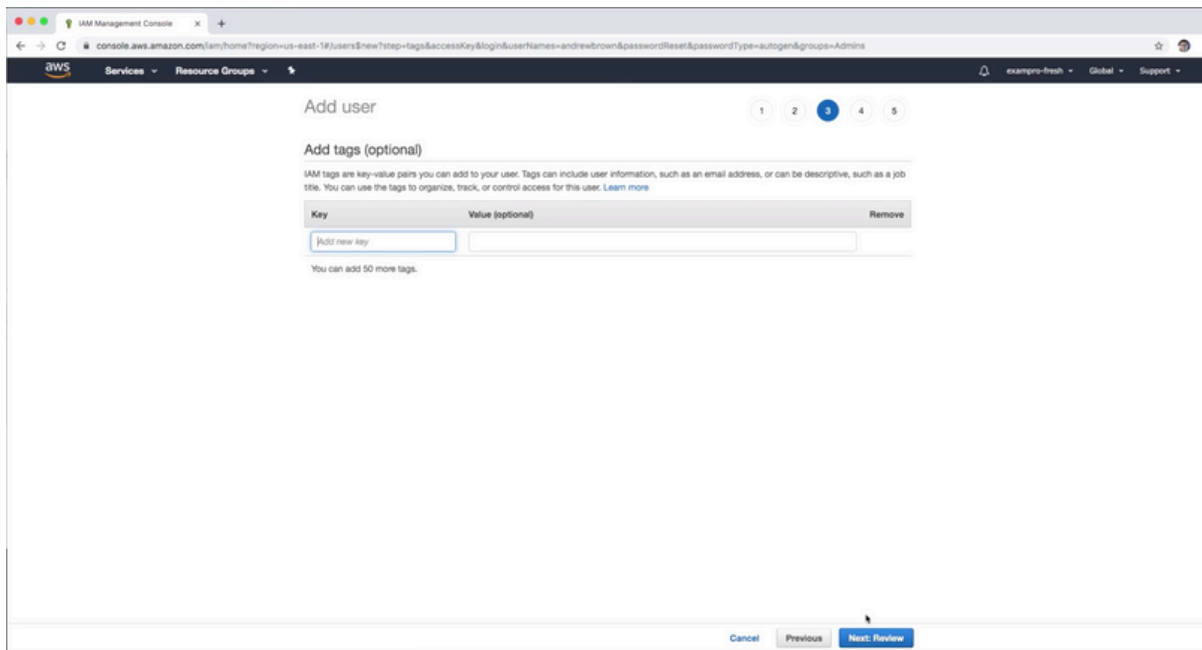 IAM Management Console
console.aws.amazon.com/iam/home?region=us-east-1#/users$new?step=tags&accessKey&login&userNames=andrewbrown&passwordReset&passwordType=autogen&groups=Admins
aws Services Resource Groups exampro-fresh Global Support
Add user 1 2 3 4 5
Add tags (optional)
IAM tags are key-value pairs you can add to your user. Tags can include user information, such as an email address, or can be descriptive, such as a job
title. You can use the tags to organize, track, or control access for this user. Learn more
Key Value (optional) Remove
Add new key
You can add 50 more tags.
Cancel Previous Next: Review